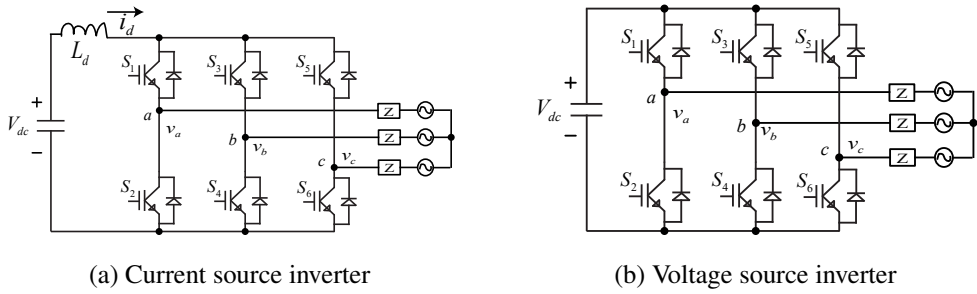 i_d
L_d
S_1 S_3 S_5
+
V_dc
−
a v_a
b v_b
c v_c
Z
Z
Z
S_2 S_4 S_6
(a) Current source inverter
S_1 S_3 S_5
+
V_dc
−
a v_a
b v_b
c v_c
Z
Z
Z
S_2 S_4 S_6
(b) Voltage source inverter